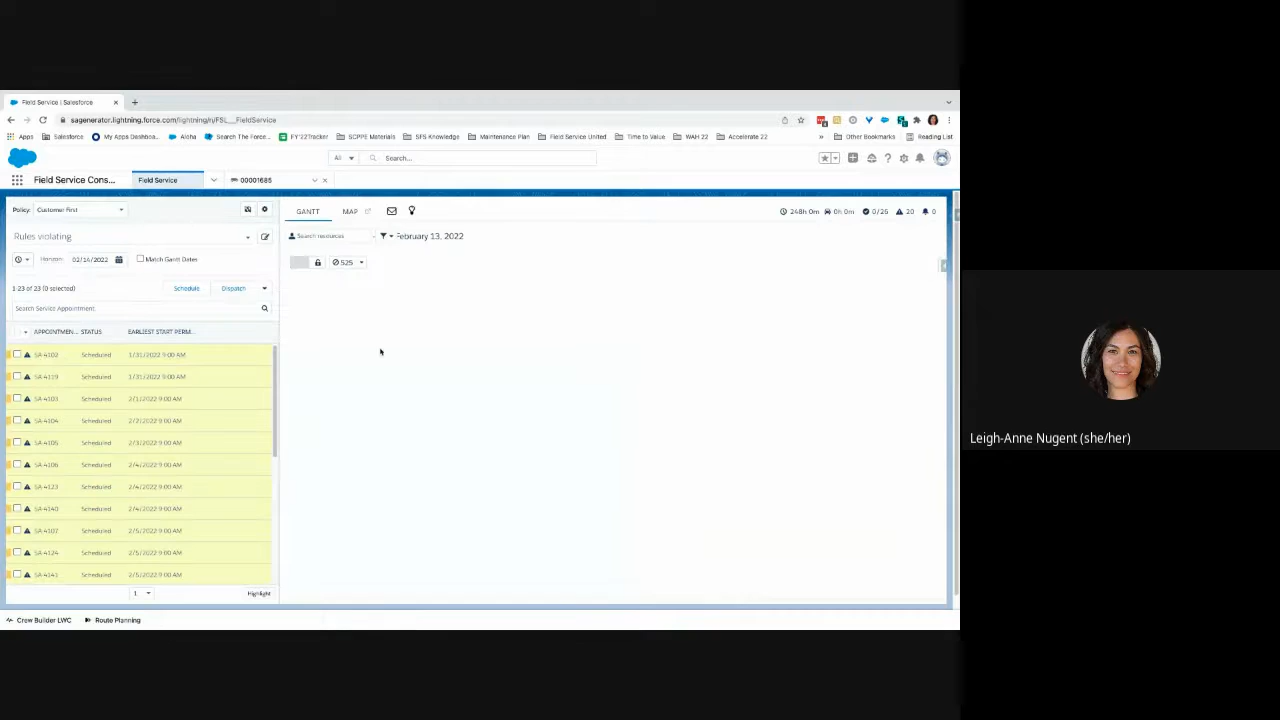 Field Service | Salesforce
sagenerator.lightning.force.com/lightning/n/FSL__FieldService
Apps Salesforce My Apps Dashboa... Aloha Search The Force... FY'22Tracker SCPPE Materials SFS Knowledge Maintenance Plan Field Service United Time to Value WAH 22 Accelerate 22 » Other Bookmarks Reading List
All Search...
Field Service Cons... Field Service 00001685
Policy: Customer First
GANTT MAP 248h 0m 0h 0m 0/26 20 0
Rules violating
Search resources February 13, 2022
Horizon: 02/14/2022 Match Gantt Dates
525
1-23 of 23 (0 selected) Schedule Dispatch
Search Service Appointment
APPOINTMEN... STATUS EARLIEST START PERM...
SA-4102 Scheduled 1/31/2022 9:00 AM
SA-4119 Scheduled 1/31/2022 9:00 AM
SA-4103 Scheduled 2/1/2022 9:00 AM
SA-4104 Scheduled 2/2/2022 9:00 AM
SA-4105 Scheduled 2/3/2022 9:00 AM
SA-4106 Scheduled 2/4/2022 9:00 AM
SA-4123 Scheduled 2/4/2022 9:00 AM
SA-4140 Scheduled 2/4/2022 9:00 AM
SA-4107 Scheduled 2/5/2022 9:00 AM
SA-4124 Scheduled 2/5/2022 9:00 AM
SA-4141 Scheduled 2/5/2022 9:00 AM
1 Highlight
Crew Builder LWC Route Planning
Leigh-Anne Nugent (she/her)